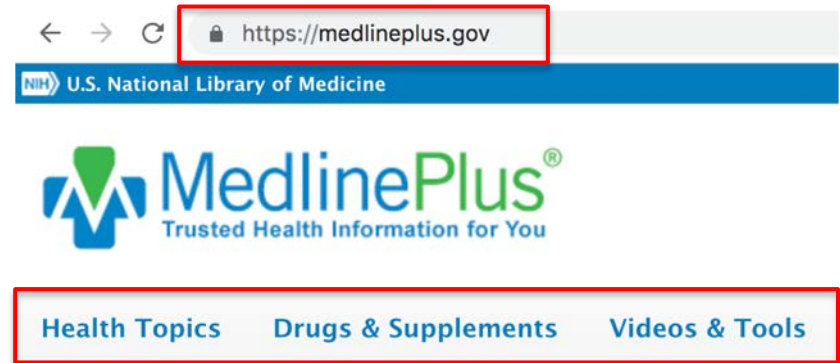 https://medlineplus.gov
NIH U.S. National Library of Medicine
MedlinePlus®
Trusted Health Information for You
Health Topics Drugs & Supplements Videos & Tools